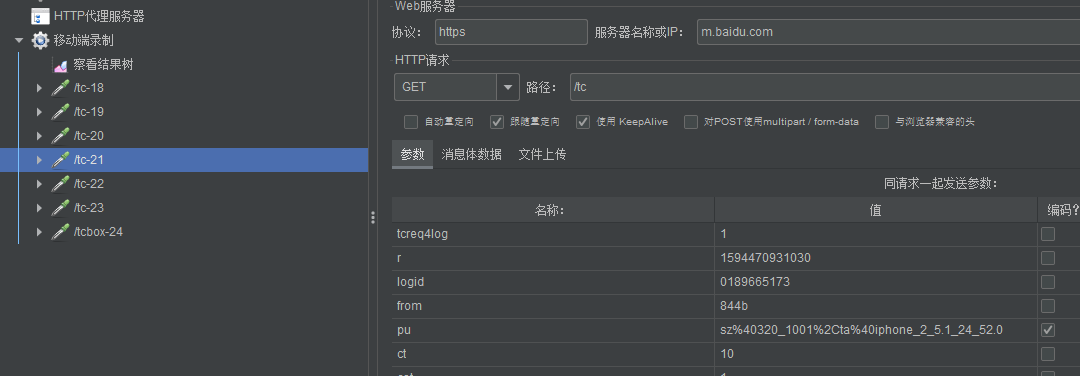 HTTP代理服务器
移动端录制
察看结果树
/tc-18
/tc-19
/tc-20
/tc-21
/tc-22
/tc-23
/tcbox-24
Web服务器
协议: https 服务器名称或IP: m.baidu.com
HTTP请求
GET 路径: /tc
自动重定向 跟随重定向 使用 KeepAlive 对POST使用multipart / form-data 与浏览器兼容的头
参数 消息体数据 文件上传
同请求一起发送参数:
名称: 值 编码?
tcreq4log 1
r 1594470931030
logid 0189665173
from 844b
pu sz%40320_1001%2Cta%40iphone_2_5.1_24_52.0
ct 10